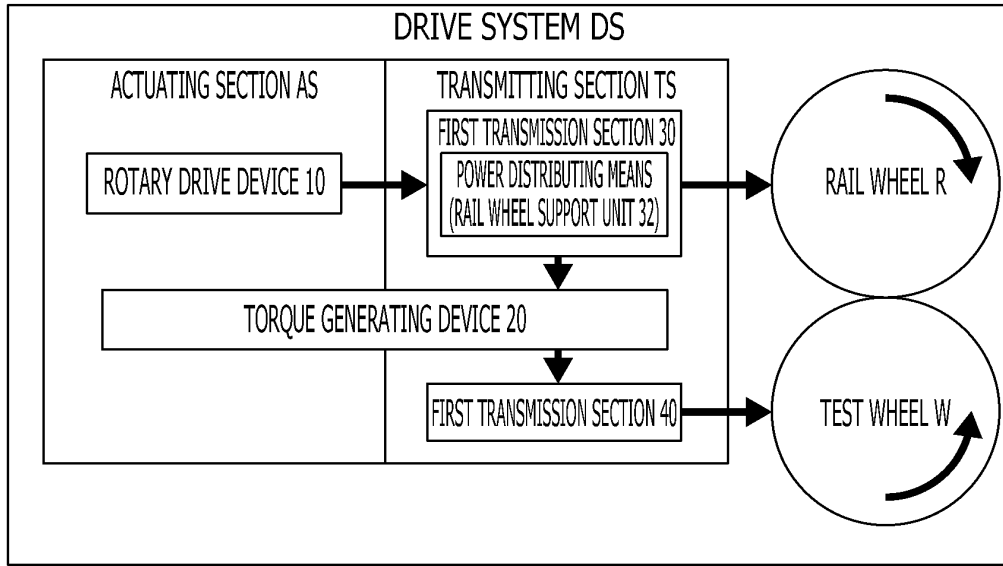 DRIVE SYSTEM DS
ACTUATING SECTION AS
TRANSMITTING SECTION TS
FIRST TRANSMISSION SECTION 30
ROTARY DRIVE DEVICE 10
POWER DISTRIBUTING MEANS
(RAIL WHEEL SUPPORT UNIT 32)
RAIL WHEEL R
TORQUE GENERATING DEVICE 20
FIRST TRANSMISSION SECTION 40
TEST WHEEL W